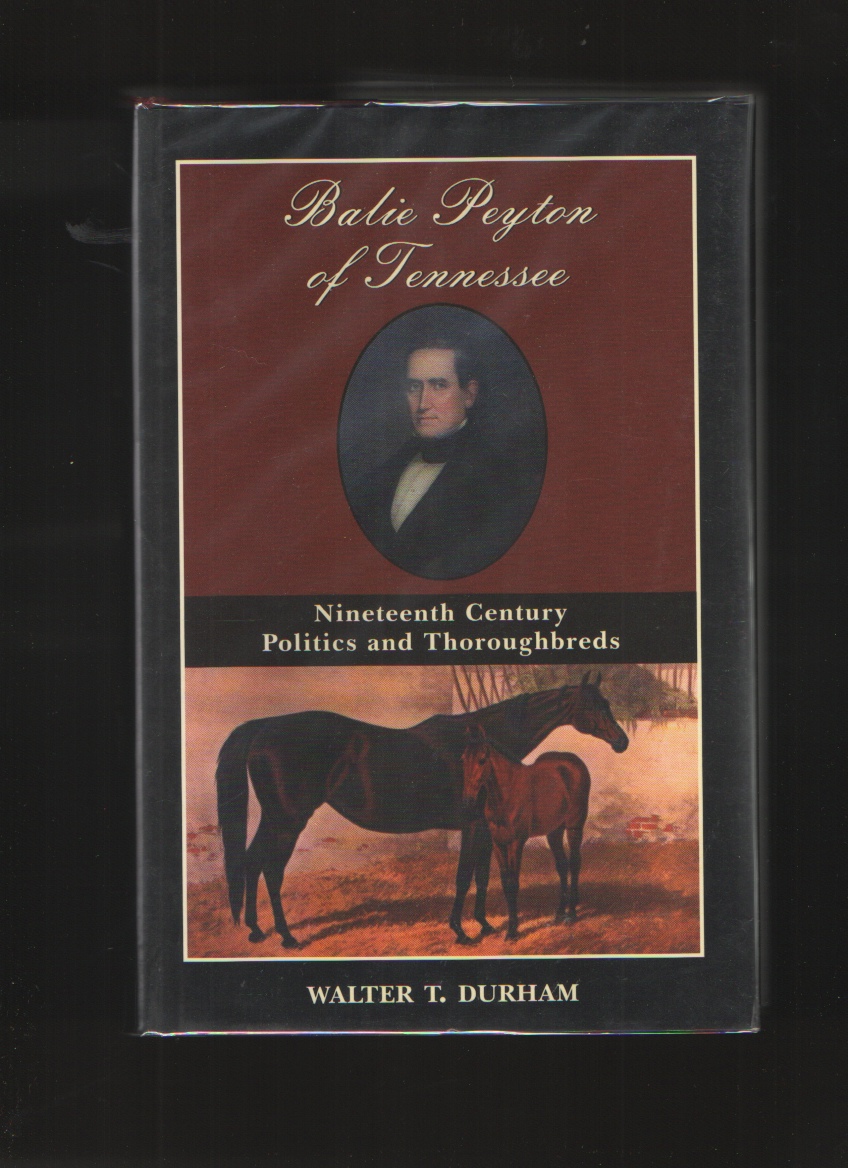 Balie Peyton
of Tennessee
Nineteenth Century
Politics and Thoroughbreds
WALTER T. DURHAM